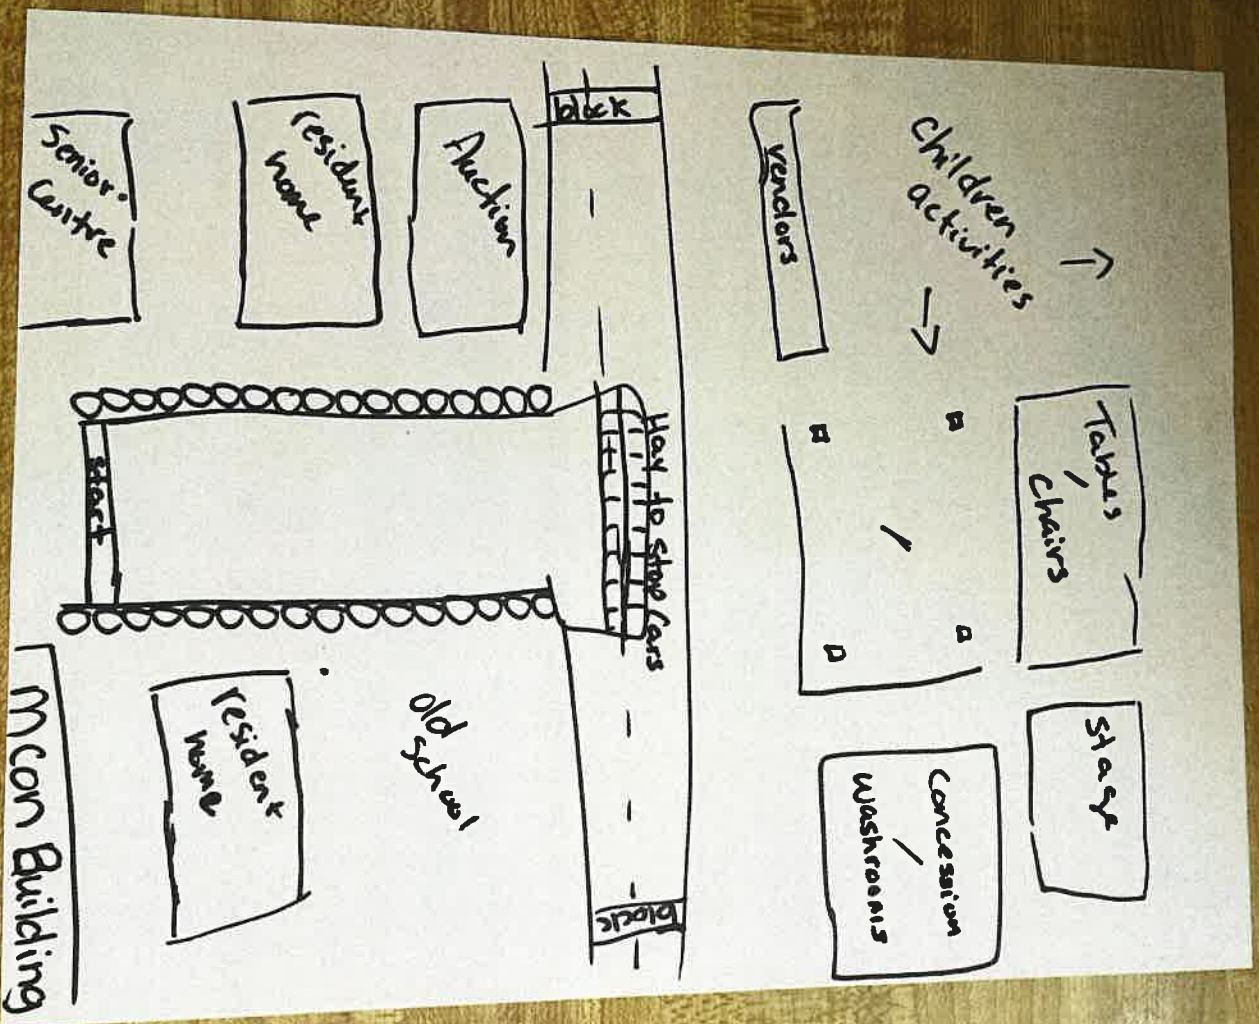 Children
activities
Tables
/
Chairs
Stage
vendors
Concession
/
washrooms
block
Hay to stop cars
block
Auction
old
school
resident
home
resident
home
start
Senior
Centre
mcon Building